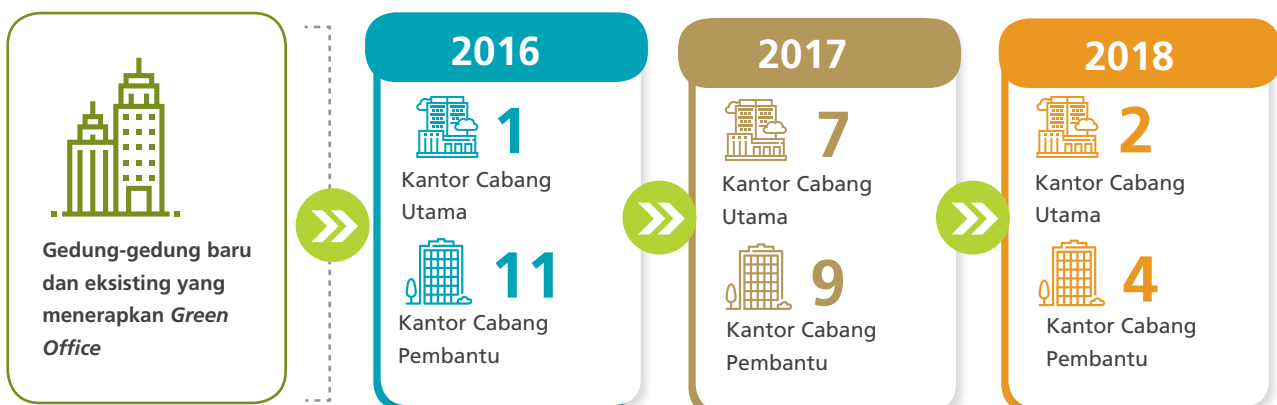 Gedung-gedung baru
dan eksisting yang
menerapkan Green
Office
2016
1
Kantor Cabang
Utama
11
Kantor Cabang
Pembantu
2017
7
Kantor Cabang
Utama
9
Kantor Cabang
Pembantu
2018
2
Kantor Cabang
Utama
4
Kantor Cabang
Pembantu